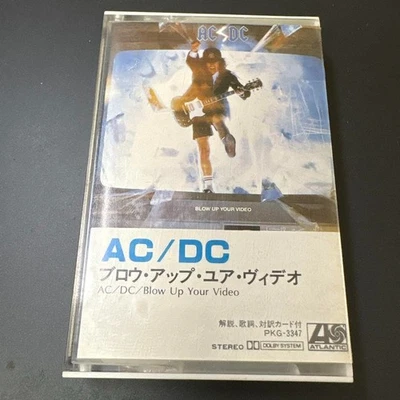 AC/DC
BLOW UP YOUR VIDEO
AC/DC
ブロウ・アップ・ユア・ヴィデオ
AC/DC/Blow Up Your Video
解説、歌詞、対訳カード付
PKG-3347
STEREO DOLBY SYSTEM
ATLANTIC